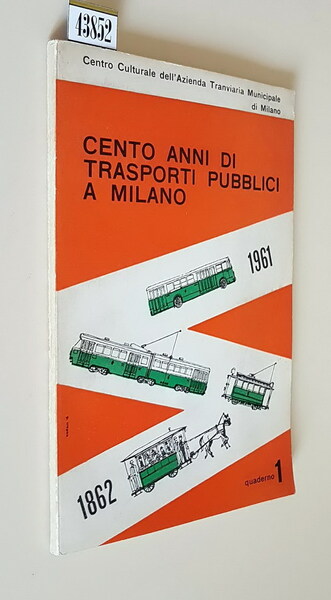 43852
Centro Culturale dell'Azienda Tranviaria Municipale
di Milano
CENTO ANNI DI
TRASPORTI PUBBLICI
A MILANO
1961
1862
quaderno 1